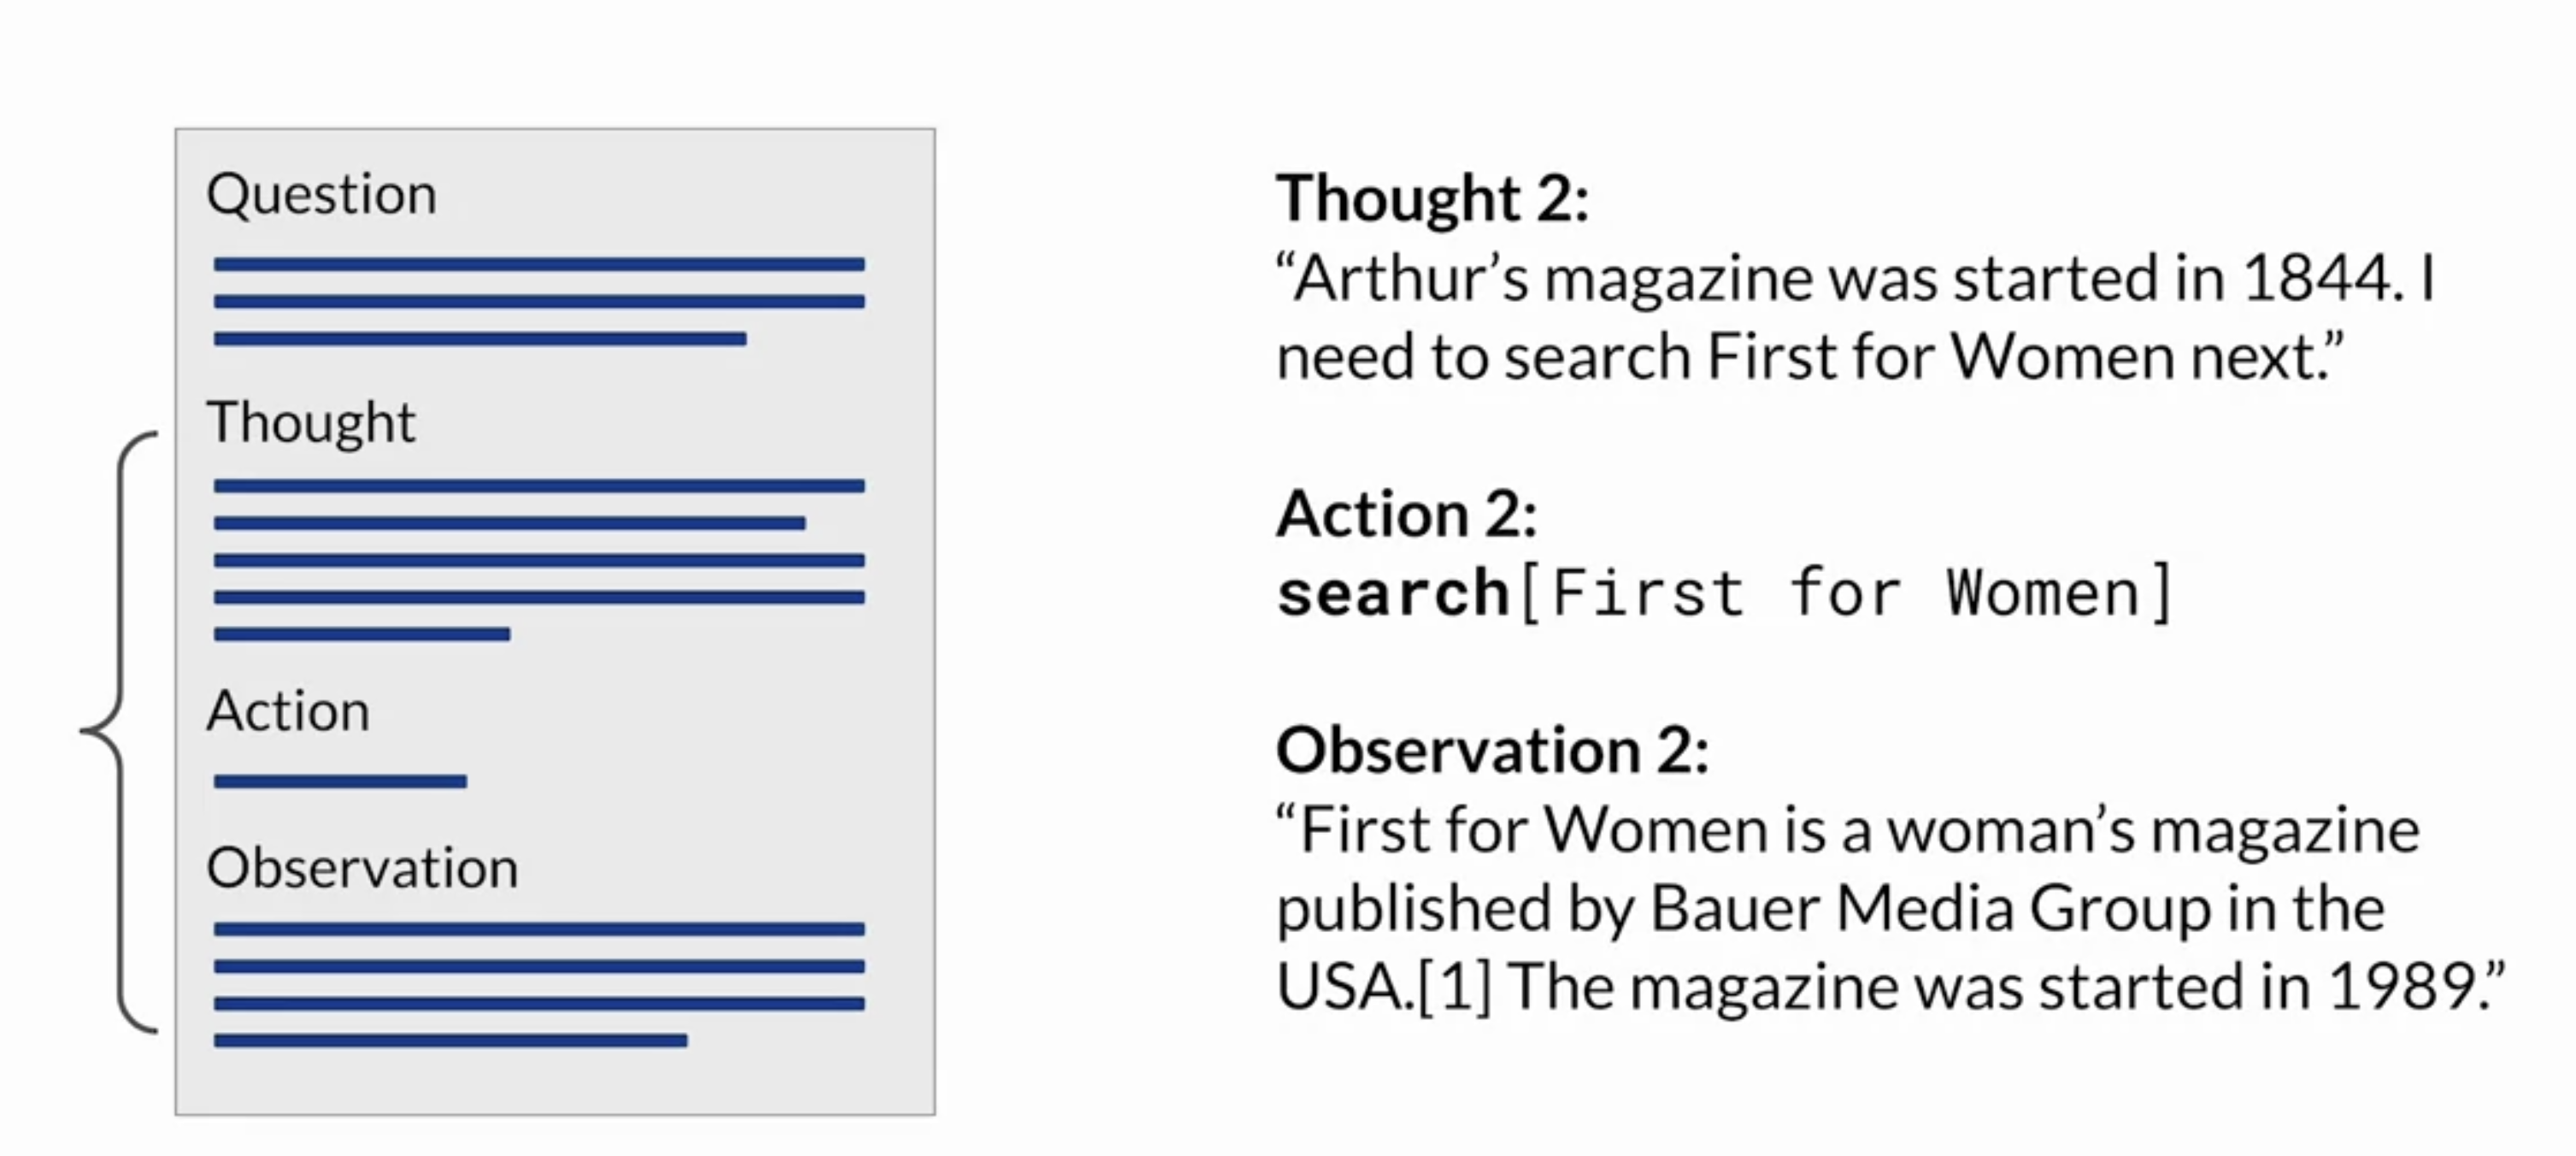 Question
Thought
Action
Observation
Thought 2:
“Arthur’s magazine was started in 1844. I
need to search First for Women next.”
Action 2:
search[First for Women]
Observation 2:
“First for Women is a woman’s magazine
published by Bauer Media Group in the
USA.[1] The magazine was started in 1989.”